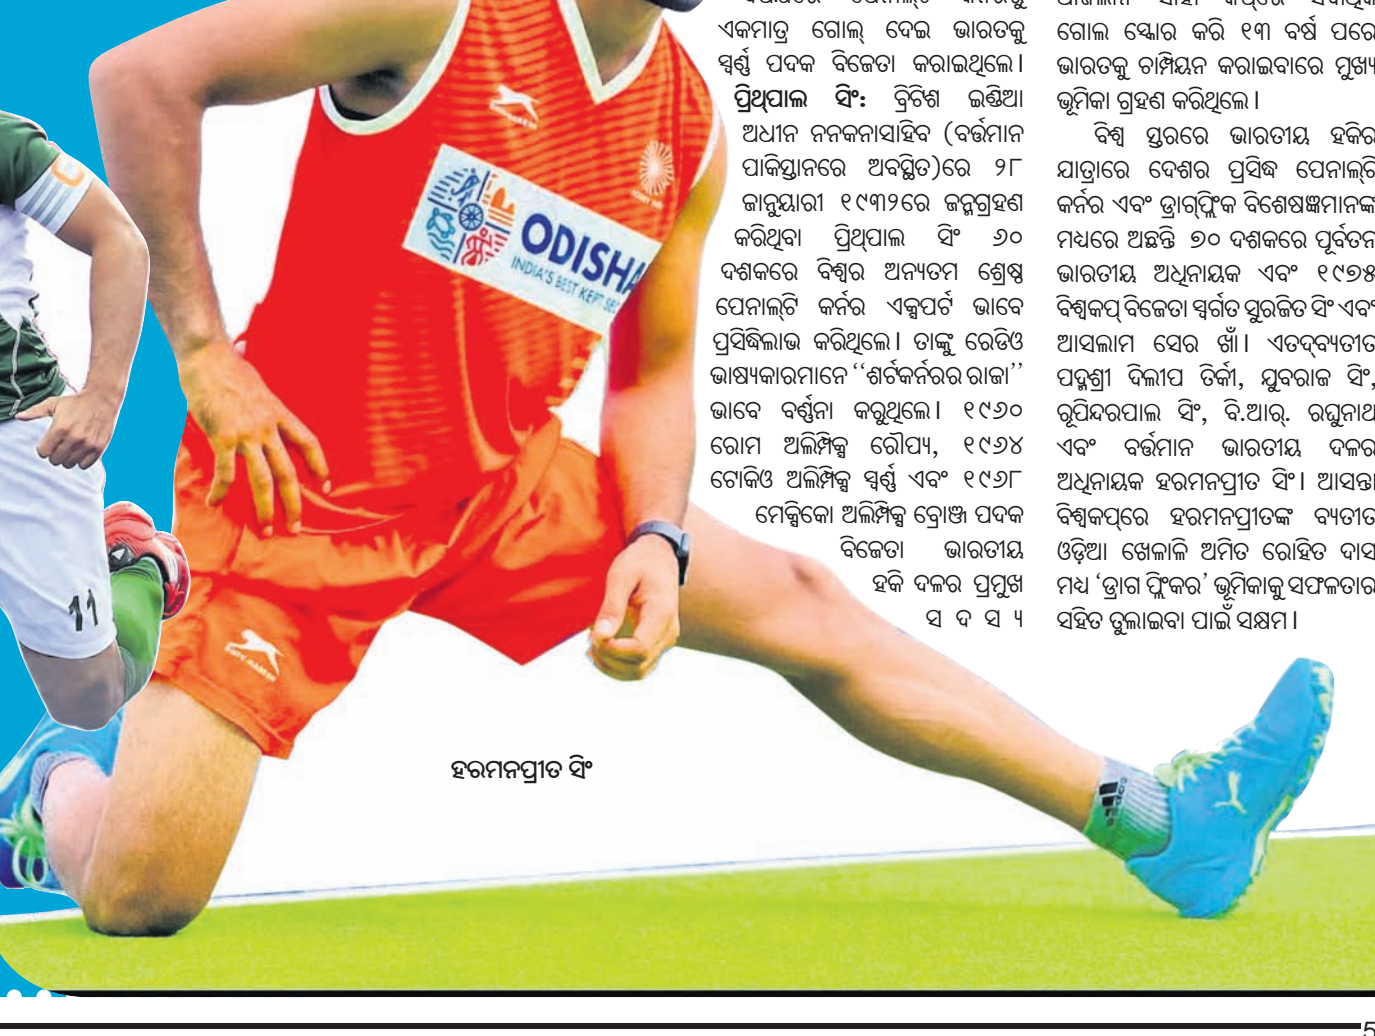 ଏକମାତ୍ର ଗୋଲ୍ ଦେଇ ଭାରତକୁ
ସ୍ୱର୍ଣ୍ଣ ପଦକ ବିଜେତା କରାଇଥିଲେ।
ପ୍ରିଥ୍ପାଲ ସିଂ: ବ୍ରିଟିଶ ଇଣ୍ଡିଆ
ଅଧୀନ ନନକନାସାହିବ (ବର୍ତ୍ତମାନ
ପାକିସ୍ତାନରେ ଅବସ୍ଥିତ)ରେ ୨୮
ଜାନୁୟାରୀ ୧୯୩୨ରେ ଜନ୍ମଗ୍ରହଣ
କରିଥିବା ପ୍ରିଥ୍ପାଲ ସିଂ ୬୦
ଦଶକରେ ବିଶ୍ୱର ଅନ୍ୟତମ ଶ୍ରେଷ୍ଠ
ପେନାଲ୍ଟି କର୍ନର ଏକ୍ସପର୍ଟ ଭାବେ
ପ୍ରସିଦ୍ଧିଲାଭ କରିଥିଲେ। ତାଙ୍କୁ ରେଡିଓ
ଭାଷ୍ୟକାରମାନେ ‘‘ଶର୍ଟକର୍ନରର ରାଜା’’
ଭାବେ ବର୍ଣ୍ଣନା କରୁଥିଲେ। ୧୯୬୦
ରୋମ ଅଲିମ୍ପିକ୍ସ ରୌପ୍ୟ, ୧୯୬୪
ଟୋକିଓ ଅଲିମ୍ପିକ୍ସ ସ୍ୱର୍ଣ୍ଣ ଏବଂ ୧୯୬୮
ମେକ୍ସିକୋ ଅଲିମ୍ପିକ୍ସ ବ୍ରୋଞ୍ଜ ପଦକ
ବିଜେତା ଭାରତୀୟ
ହକି ଦଳର ପ୍ରମୁଖ
ସଦସ୍ୟ
ଗୋଲ ସ୍କୋର କରି ୧୩ ବର୍ଷ ପରେ
ଭାରତକୁ ଚାମ୍ପିୟନ କରାଇବାରେ ମୁଖ୍ୟ
ଭୂମିକା ଗ୍ରହଣ କରିଥିଲେ।
ବିଶ୍ୱ ସ୍ତରରେ ଭାରତୀୟ ହକିର
ଯାତ୍ରାରେ ଦେଶର ପ୍ରସିଦ୍ଧ ପେନାଲ୍ଟି
କର୍ନର ଏବଂ ଡ୍ରାଗ୍ଫ୍ଲିକ ବିଶେଷଜ୍ଞମାନଙ୍କ
ମଧ୍ୟରେ ଅଛନ୍ତି ୭୦ ଦଶକରେ ପୂର୍ବତନ
ଭାରତୀୟ ଅଧିନାୟକ ଏବଂ ୧୯୭୫
ବିଶ୍ୱକପ୍ ବିଜେତା ସ୍ୱର୍ଗତ ସୁରଜିତ ସିଂ ଏବଂ
ଆସଲାମ ସେର ଖାଁ। ଏତଦ୍‌ବ୍ୟତୀତ
ପଦ୍ମଶ୍ରୀ ଦିଲୀପ ତିର୍କୀ, ଯୁବରାଜ ସିଂ,
ରୂପିନ୍ଦରପାଲ ସିଂ, ବି.ଆର୍. ରଘୁନାଥ
ଏବଂ ବର୍ତ୍ତମାନ ଭାରତୀୟ ଦଳର
ଅଧିନାୟକ ହରମନପ୍ରୀତ ସିଂ। ଆସନ୍ତା
ବିଶ୍ୱକପ୍‌ରେ ହରମନପ୍ରୀତଙ୍କ ବ୍ୟତୀତ
ଓଡ଼ିଆ ଖେଳାଳି ଅମିତ ରୋହିତ ଦାସ
ମଧ୍ୟ ‘ଡ୍ରାଗ ଫ୍ଲିକର’ ଭୂମିକାକୁ ସଫଳତାର
ସହିତ ତୁଲାଇବା ପାଇଁ ସକ୍ଷମ।
ODISHA
INDIA'S BEST KEPT
11
adidas
ହରମନପ୍ରୀତ ସିଂ
5